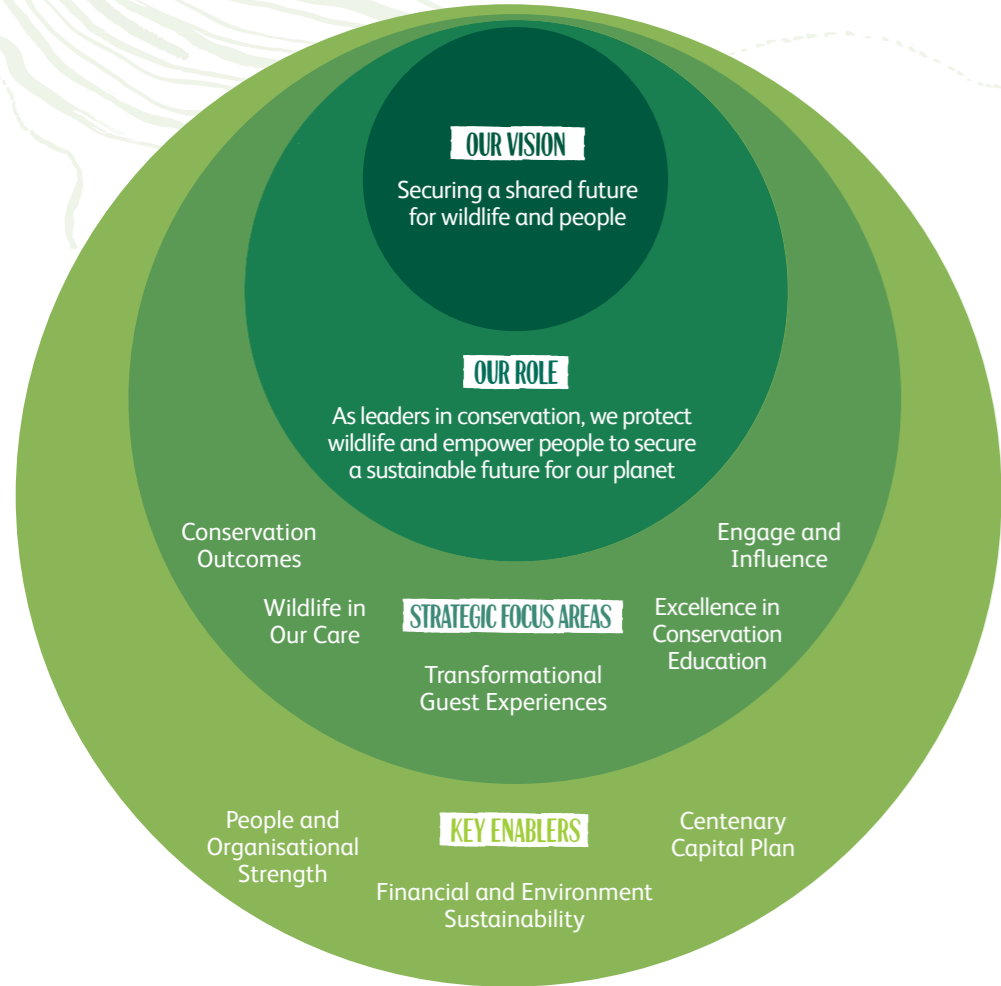 OUR VISION
Securing a shared future
for wildlife and people
OUR ROLE
As leaders in conservation, we protect
wildlife and empower people to secure
a sustainable future for our planet
Conservation
Outcomes
Engage and
Influence
Wildlife in
Our Care
STRATEGIC FOCUS AREAS
Excellence in
Conservation
Education
Transformational
Guest Experiences
People and
Organisational
Strength
KEY ENABLERS
Centenary
Capital Plan
Financial and Environment
Sustainability